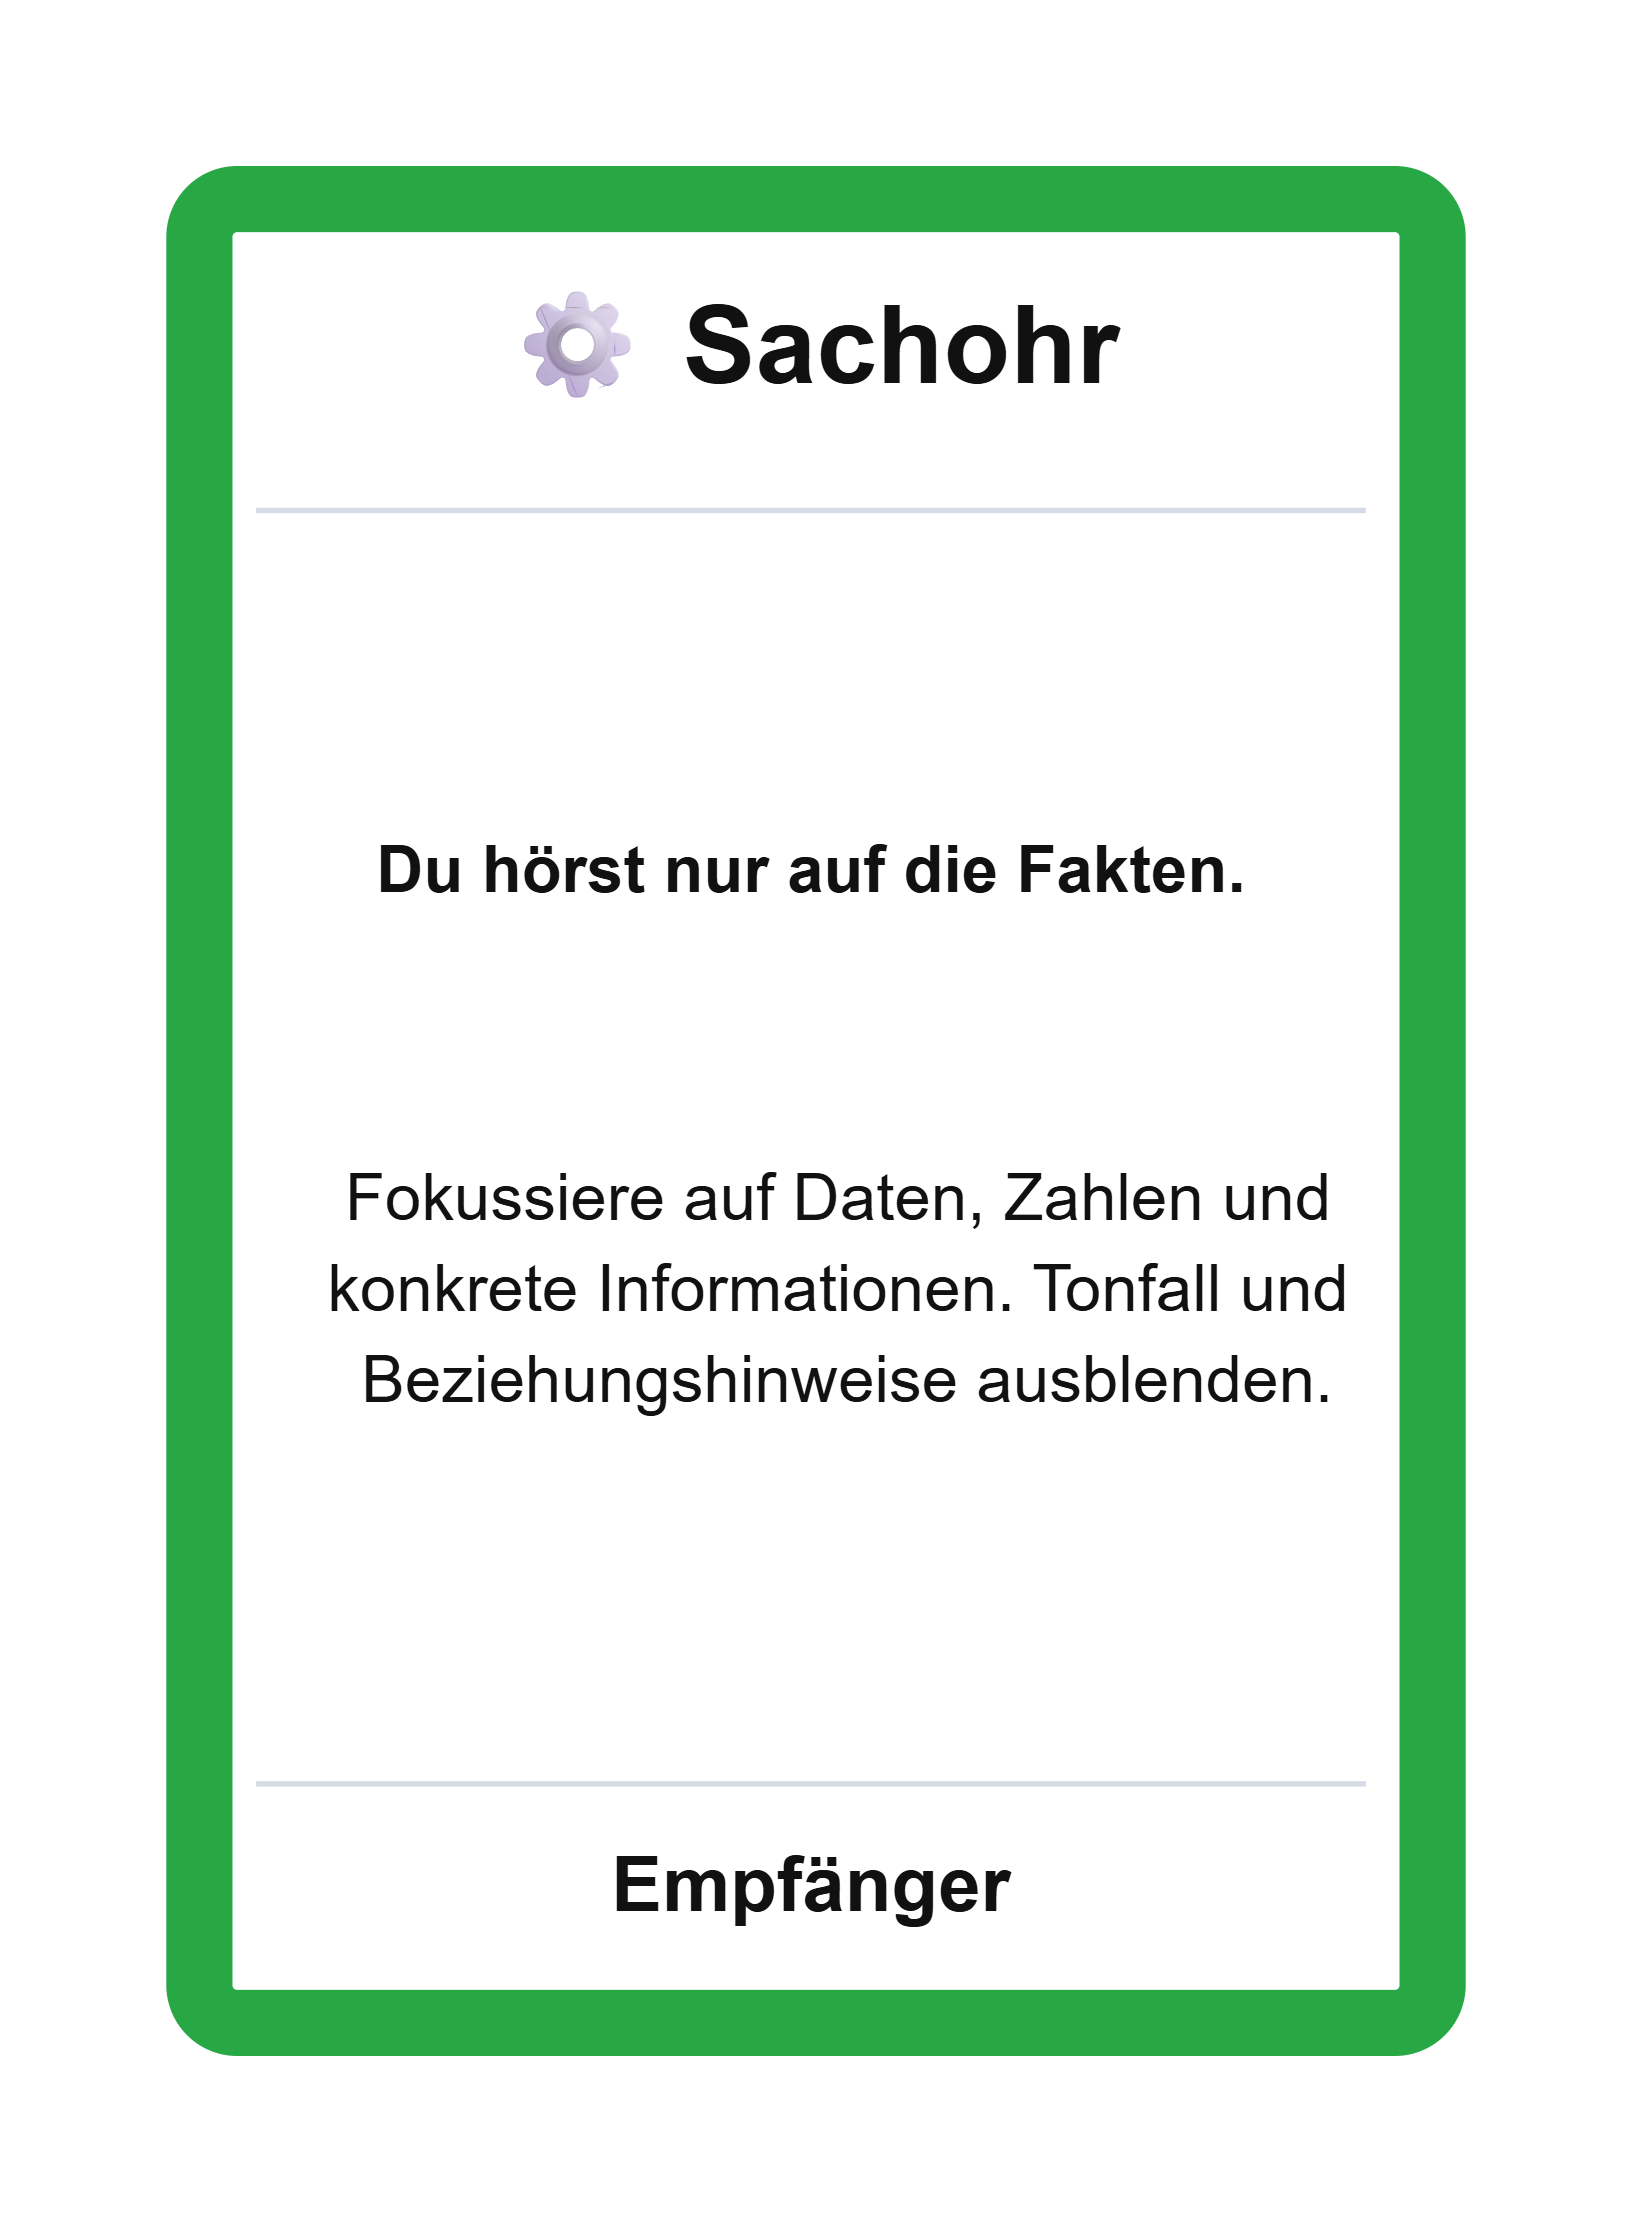 Sachohr
Du hörst nur auf die Fakten.
Fokussiere auf Daten, Zahlen und
konkrete Informationen. Tonfall und
Beziehungshinweise ausblenden.
Empfänger